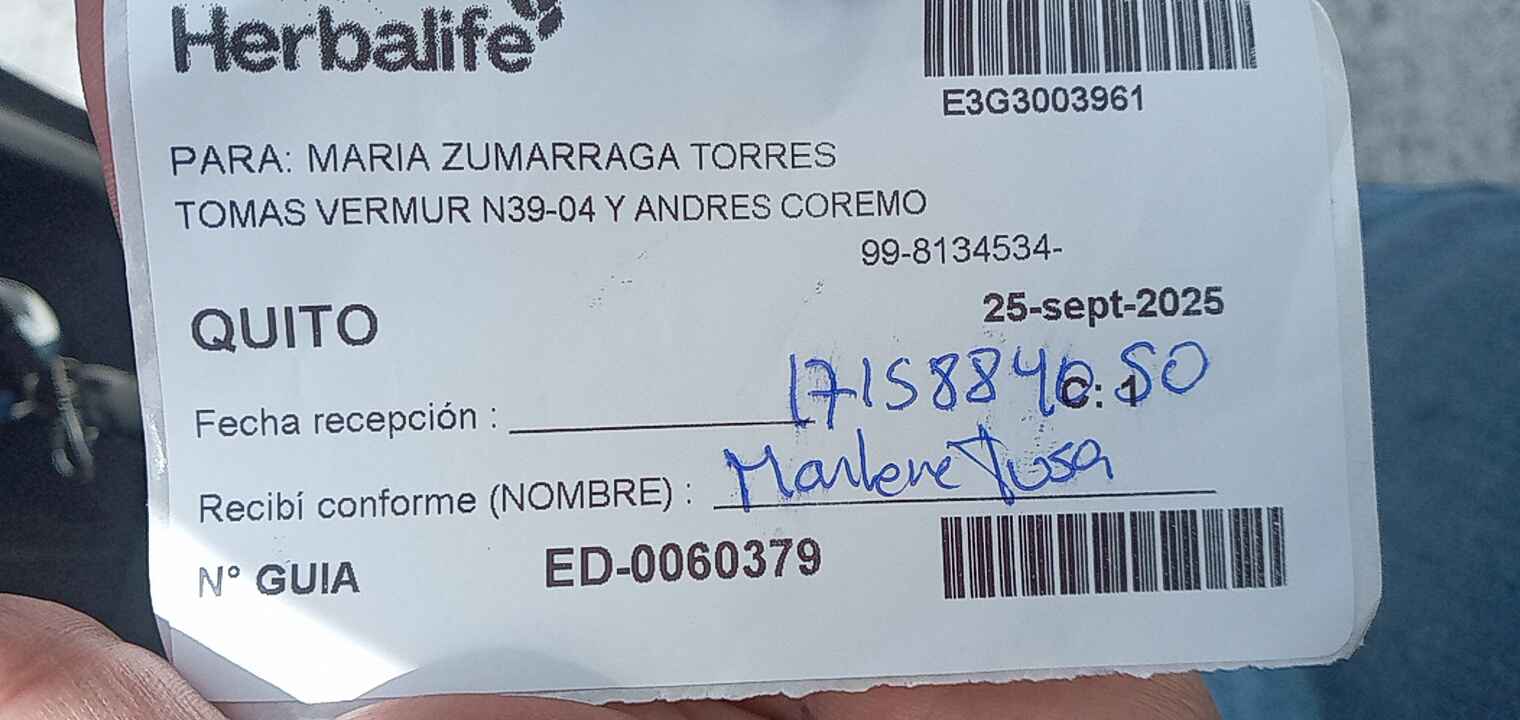 Herbalife
E3G3003961
PARA: MARIA ZUMARRAGA TORRES
TOMAS VERMUR N39-04 Y ANDRES COREMO
99-8134534-
QUITO
25-sept-2025
1715884650
C: 1
Fecha recepción :
Recibí conforme (NOMBRE) : Marlene Tusa
N° GUIA ED-0060379